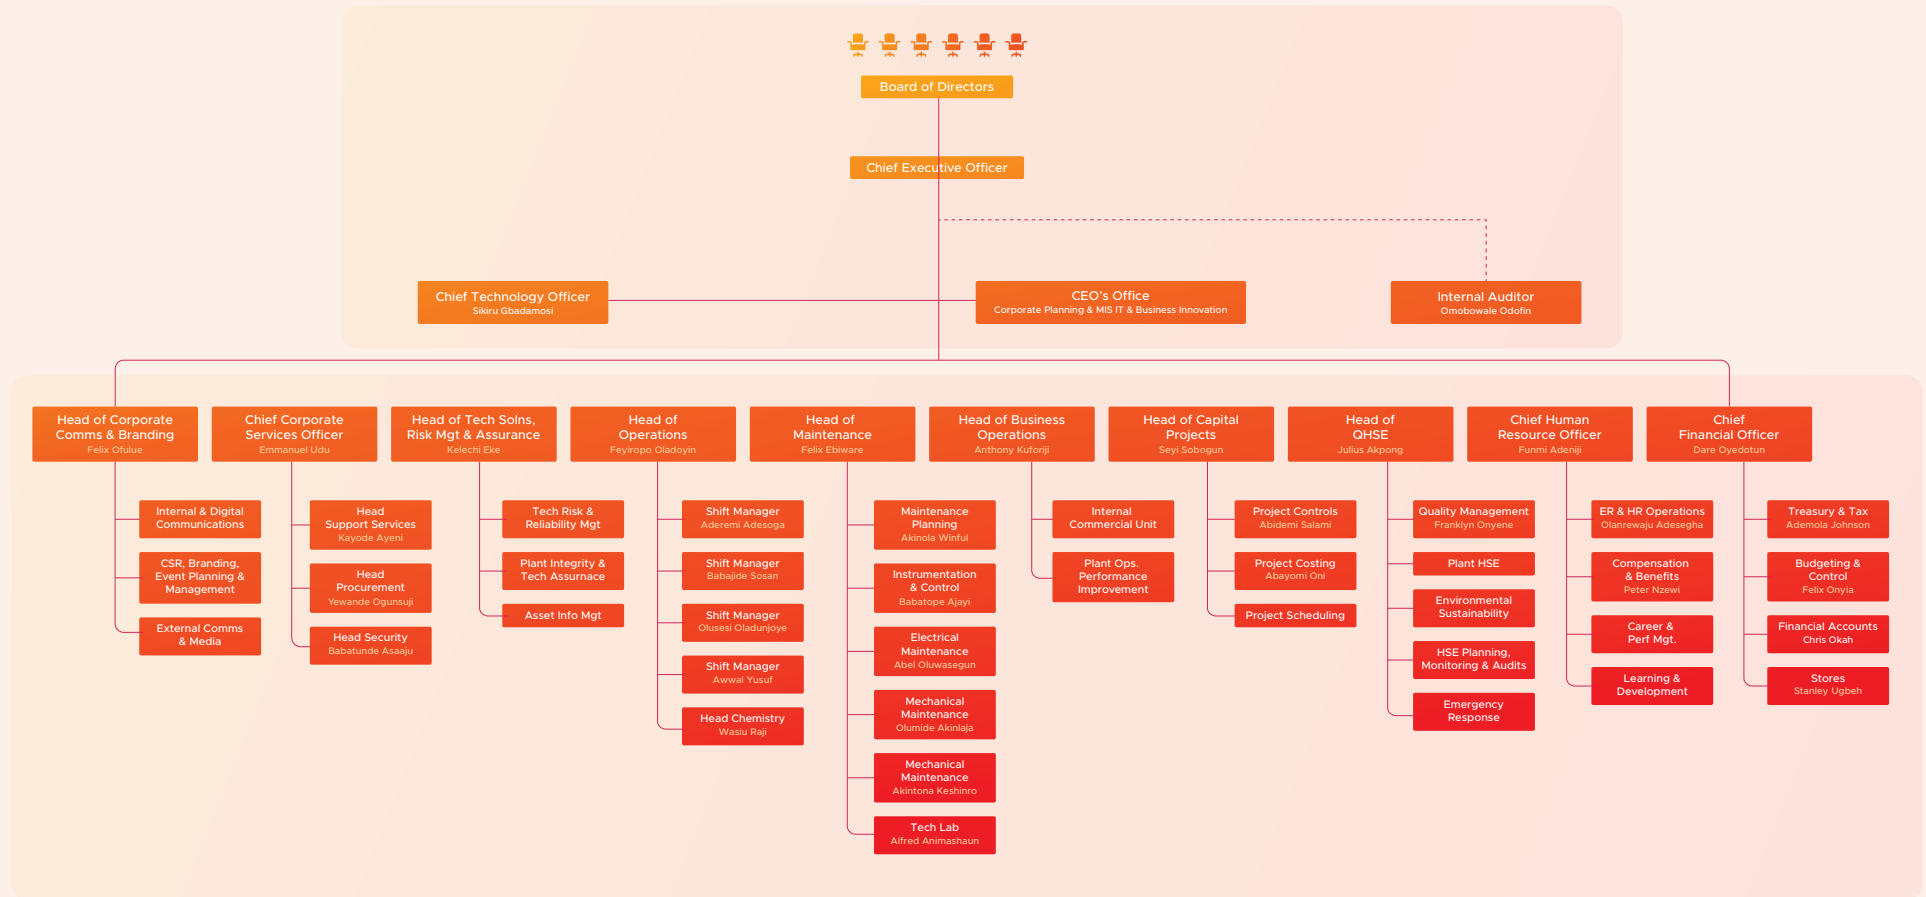 Board of Directors
Chief Executive Officer
Chief Technology Officer
Sikiru Gbadamosi
CEO's Office
Corporate Planning & MIS IT & Business Innovation
Internal Auditor
Omobowale Odofin
Head of Corporate
Comms & Branding
Felix Ofulue
Internal & Digital
Communications
CSR, Branding,
Event Planning &
Management
External Comms
& Media
Chief Corporate
Services Officer
Emmanuel Udu
Head
Support Services
Kayode Ayeni
Head
Procurement
Yewande Ogunsuji
Head Security
Babatunde Asaaju
Head of Tech Solns,
Risk Mgt & Assurance
Kelechi Eke
Tech Risk &
Reliability Mgt
Plant Integrity &
Tech Assurnace
Asset Info Mgt
Head of
Operations
Feyiropo Oladoyin
Shift Manager
Aderemi Adesoga
Shift Manager
Babajide Sosan
Shift Manager
Olusesi Oladunjoye
Shift Manager
Awwal Yusuf
Head Chemistry
Wasiu Raji
Head of
Maintenance
Felix Ebiware
Maintenance
Planning
Akinola Winful
Instrumentation
& Control
Babatope Ajayi
Electrical
Maintenance
Abel Oluwasegun
Mechanical
Maintenance
Olumide Akinlaja
Mechanical
Maintenance
Akintona Keshinro
Tech Lab
Alfred Animashaun
Head of Business
Operations
Anthony Kuforiji
Internal
Commercial Unit
Plant Ops.
Performance
Improvement
Head of Capital
Projects
Seyi Sobogun
Project Controls
Abidemi Salami
Project Costing
Abayomi Oni
Project Scheduling
Head of
QHSE
Julius Akpong
Quality Management
Franklyn Onyene
Plant HSE
Environmental
Sustainability
HSE Planning,
Monitoring & Audits
Emergency
Response
Chief Human
Resource Officer
Funmi Adeniji
ER & HR Operations
Olanrewaju Adesegha
Compensation
& Benefits
Peter Nzewi
Career &
Perf Mgt.
Learning &
Development
Chief
Financial Officer
Dare Oyedotun
Treasury & Tax
Ademola Johnson
Budgeting &
Control
Felix Onyia
Financial Accounts
Chris Okah
Stores
Stanley Ugbeh